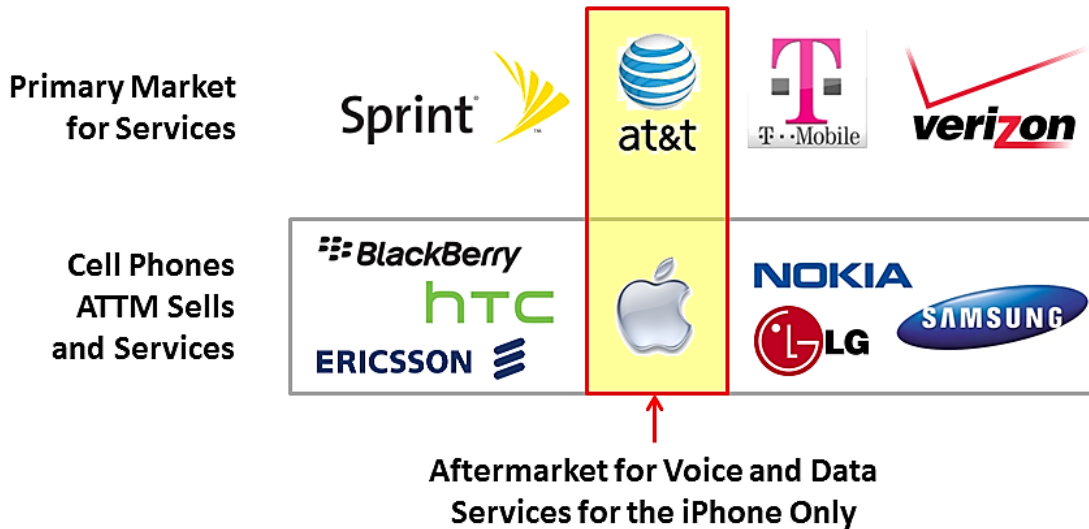 Primary Market
for Services
Sprint
at&t
T
T··Mobile
verizon
Cell Phones
ATTM Sells
and Services
BlackBerry
hTC
ERICSSON
NOKIA
LG
SAMSUNG
Aftermarket for Voice and Data
Services for the iPhone Only